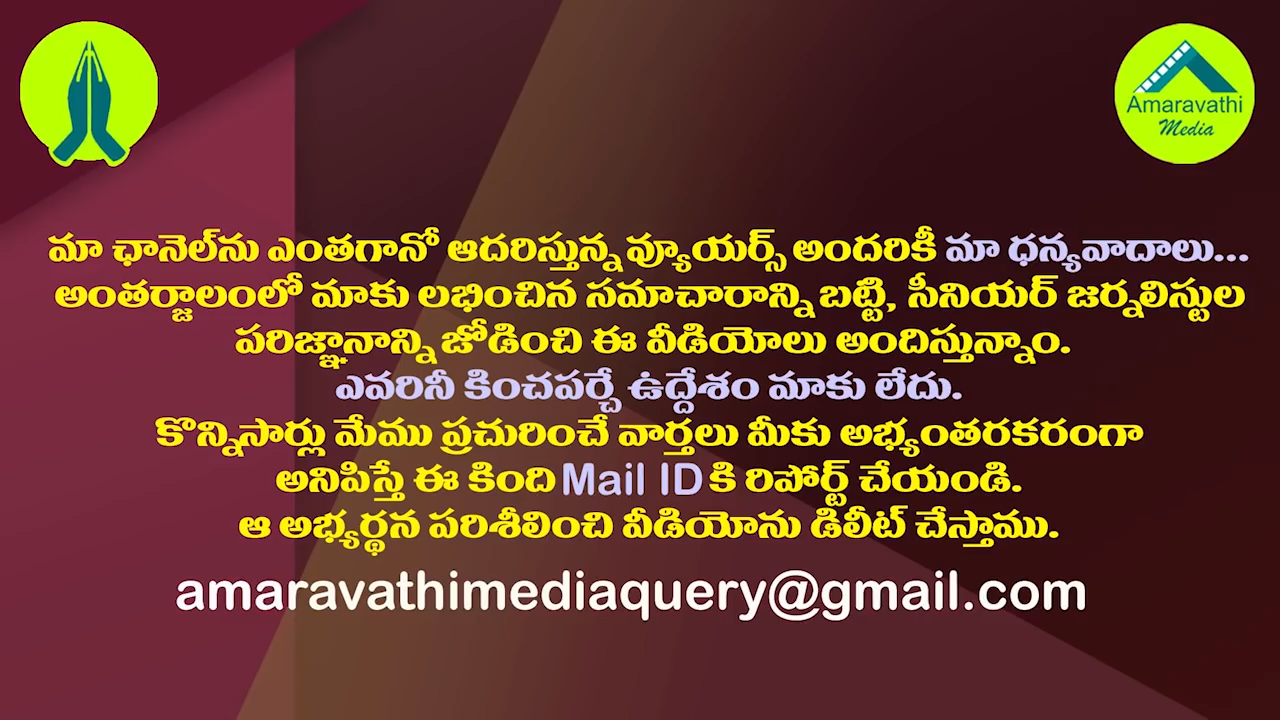 Amaravathi
Media
మా ఛానెల్‌ను ఎంతగానో ఆదరిస్తున్న వ్యూయర్స్ అందరికీ మా ధన్యవాదాలు...
అంతర్జాలంలో మాకు లభించిన సమాచారాన్ని బట్టి, సీనియర్ జర్నలిస్టుల
పరిజ్ఞానాన్ని జోడించి ఈ వీడియోలు అందిస్తున్నాం.
ఎవరినీ కించపర్చే ఉద్దేశం మాకు లేదు.
కొన్నిసార్లు మేము ప్రచురించే వార్తలు మీకు అభ్యంతరకరంగా
అనిపిస్తే ఈ కింది Mail ID కి రిపోర్ట్ చేయండి.
ఆ అభ్యర్థన పరిశీలించి వీడియోను డిలీట్ చేస్తాము.
amaravathimediaquery@gmail.com